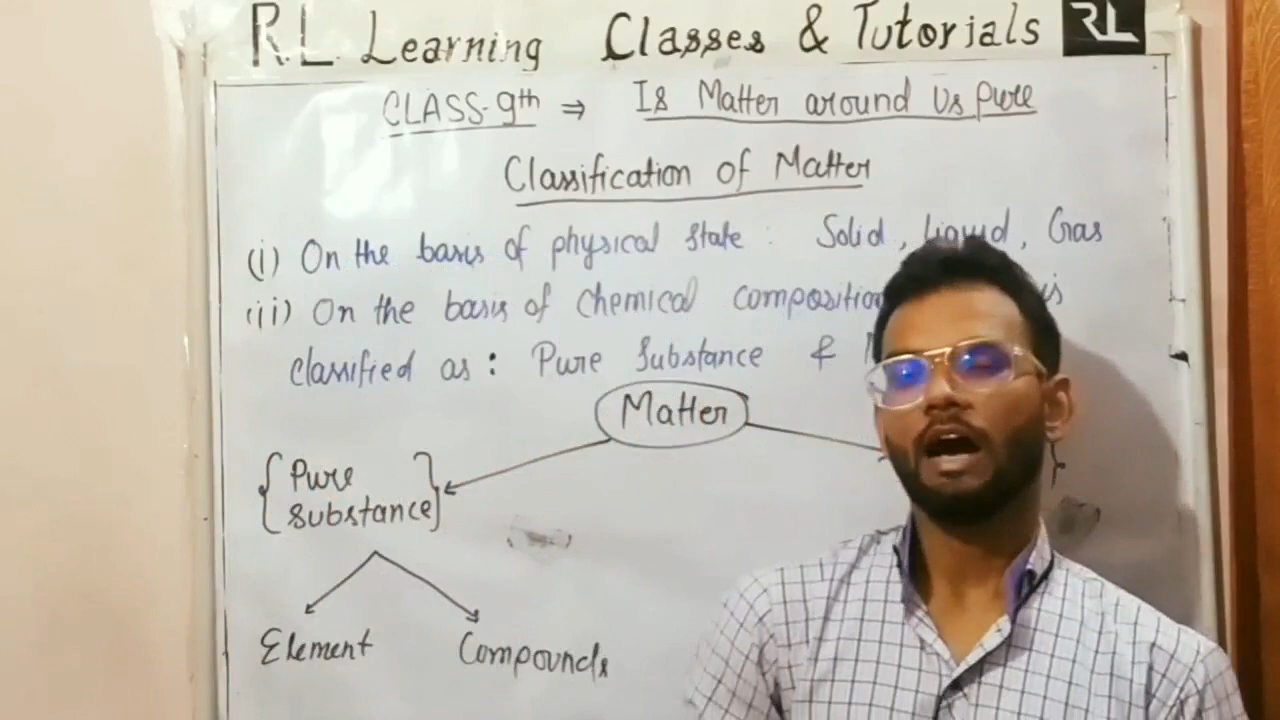 R.L. Learning Classes & Tutorials RL
CLASS-9th ⇒ Is Matter around Us Pure
Classification of Matter
(i) On the basis of physical state : Solid, Liquid, Gas
(ii) On the basis of chemical composition is
classified as : Pure Substance &
Matter
{Pure
substance}
Element Compounds